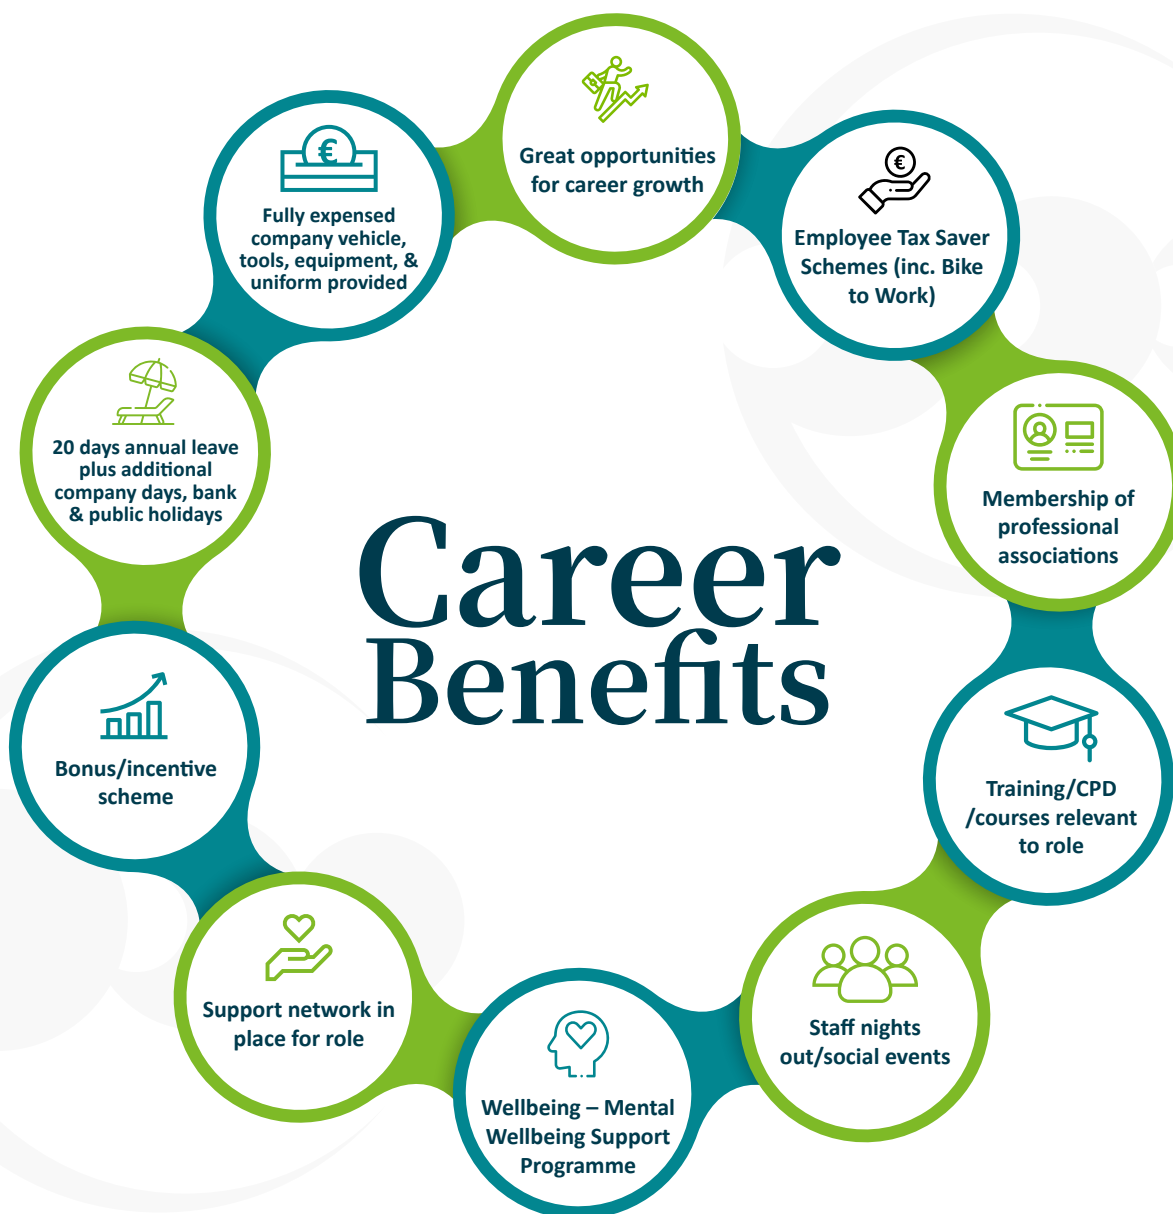 Great opportunities
for career growth
Employee Tax Saver
Schemes (inc. Bike
to Work)
Membership of
professional
associations
Training/CPD
/courses relevant
to role
Staff nights
out/social events
Wellbeing – Mental
Wellbeing Support
Programme
Support network in
place for role
Bonus/incentive
scheme
20 days annual leave
plus additional
company days, bank
& public holidays
€
Fully expensed
company vehicle,
tools, equipment, &
uniform provided
€
Career
Benefits